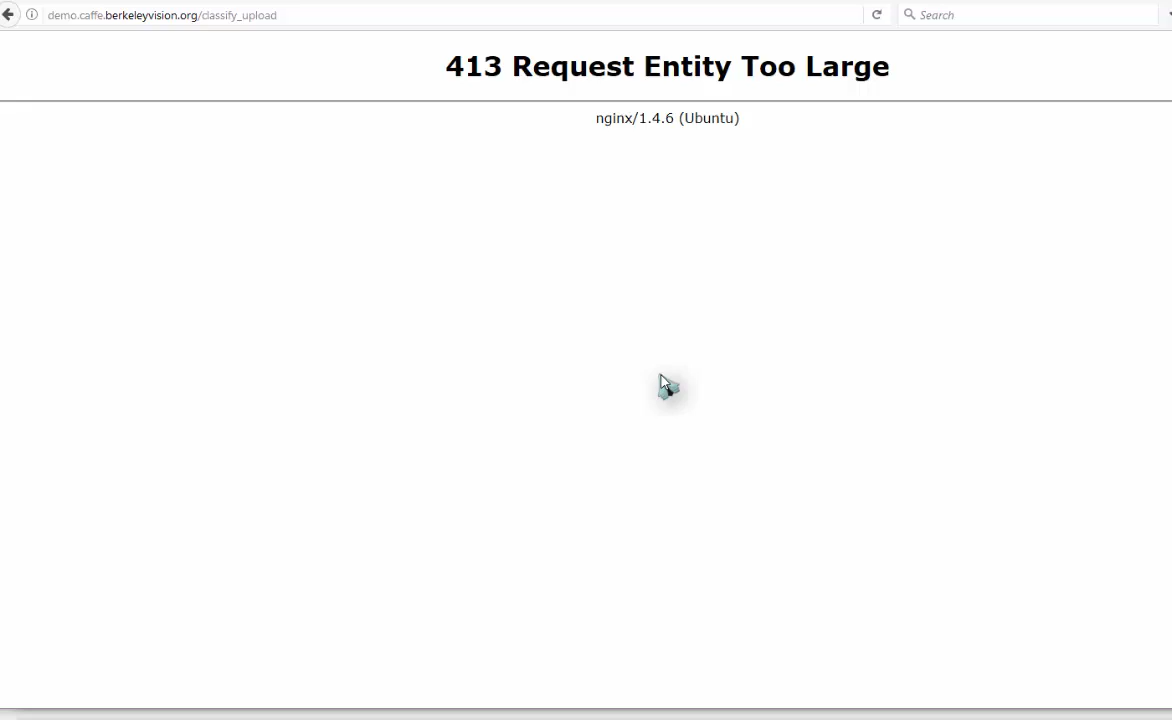 demo.caffe.berkeleyvision.org/classify_upload
Search
413 Request Entity Too Large
nginx/1.4.6 (Ubuntu)